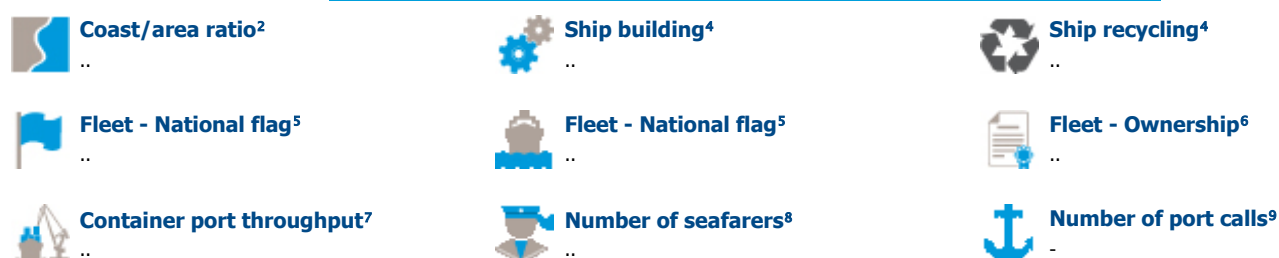 Coast/area ratio²
..
Ship building⁴
..
Ship recycling⁴
..
Fleet - National flag⁵
..
Fleet - National flag⁵
..
Fleet - Ownership⁶
..
Container port throughput⁷
..
Number of seafarers⁸
..
Number of port calls⁹
-